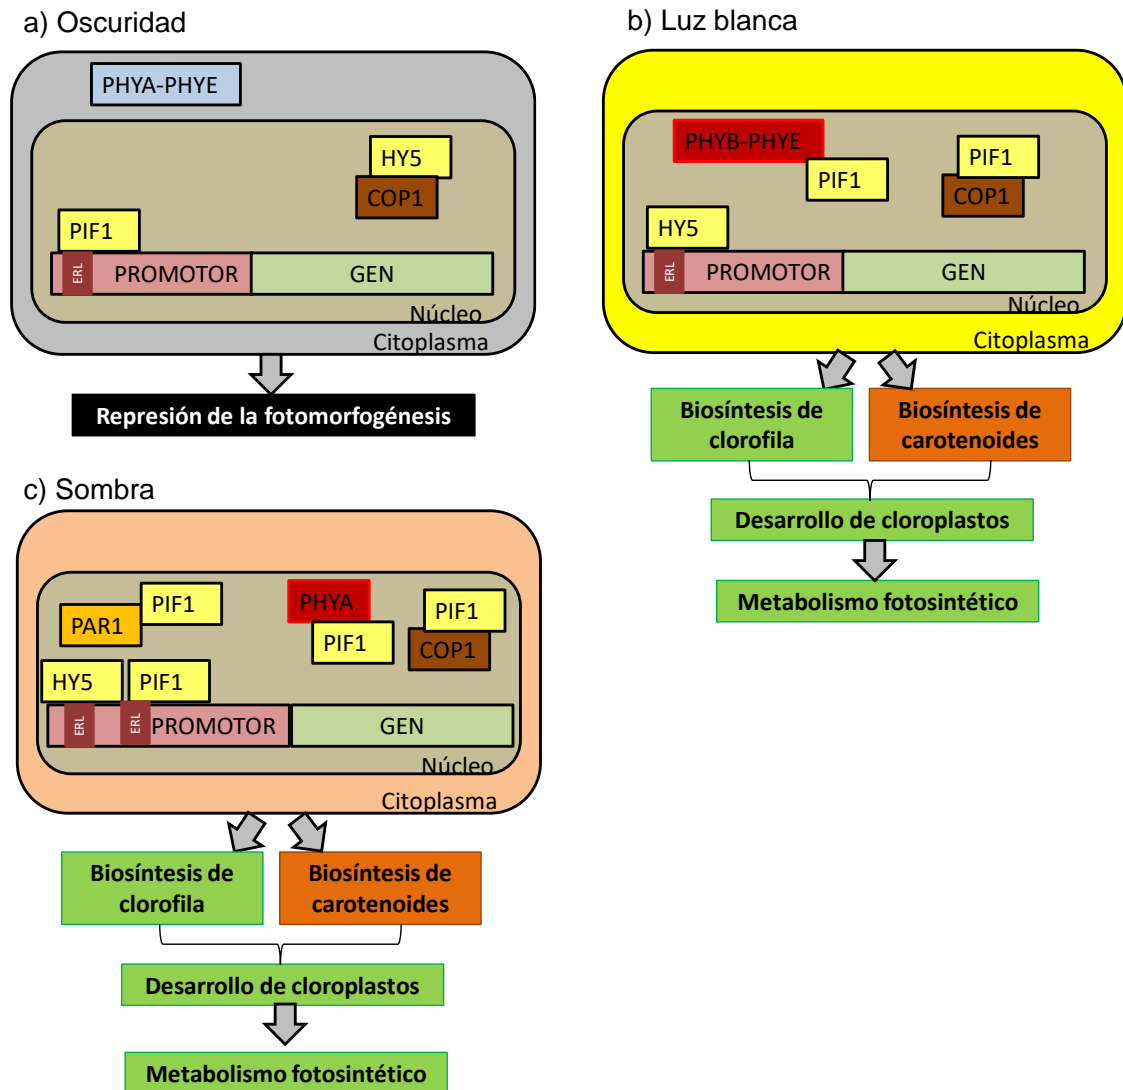 a) Oscuridad
PHYA-PHYE
HY5
COP1
PIF1
ERL
PROMOTOR
GEN
Núcleo
Citoplasma
Represión de la fotomorfogénesis
b) Luz blanca
PHYB-PHYE
PIF1
PIF1
COP1
HY5
ERL
PROMOTOR
GEN
Núcleo
Citoplasma
Biosíntesis de
clorofila
Biosíntesis de
carotenoides
Desarrollo de cloroplastos
Metabolismo fotosintético
c) Sombra
PIF1
PAR1
PHYA
PIF1
PIF1
COP1
HY5
PIF1
ERL
ERL
PROMOTOR
GEN
Núcleo
Citoplasma
Biosíntesis de
clorofila
Biosíntesis de
carotenoides
Desarrollo de cloroplastos
Metabolismo fotosintético